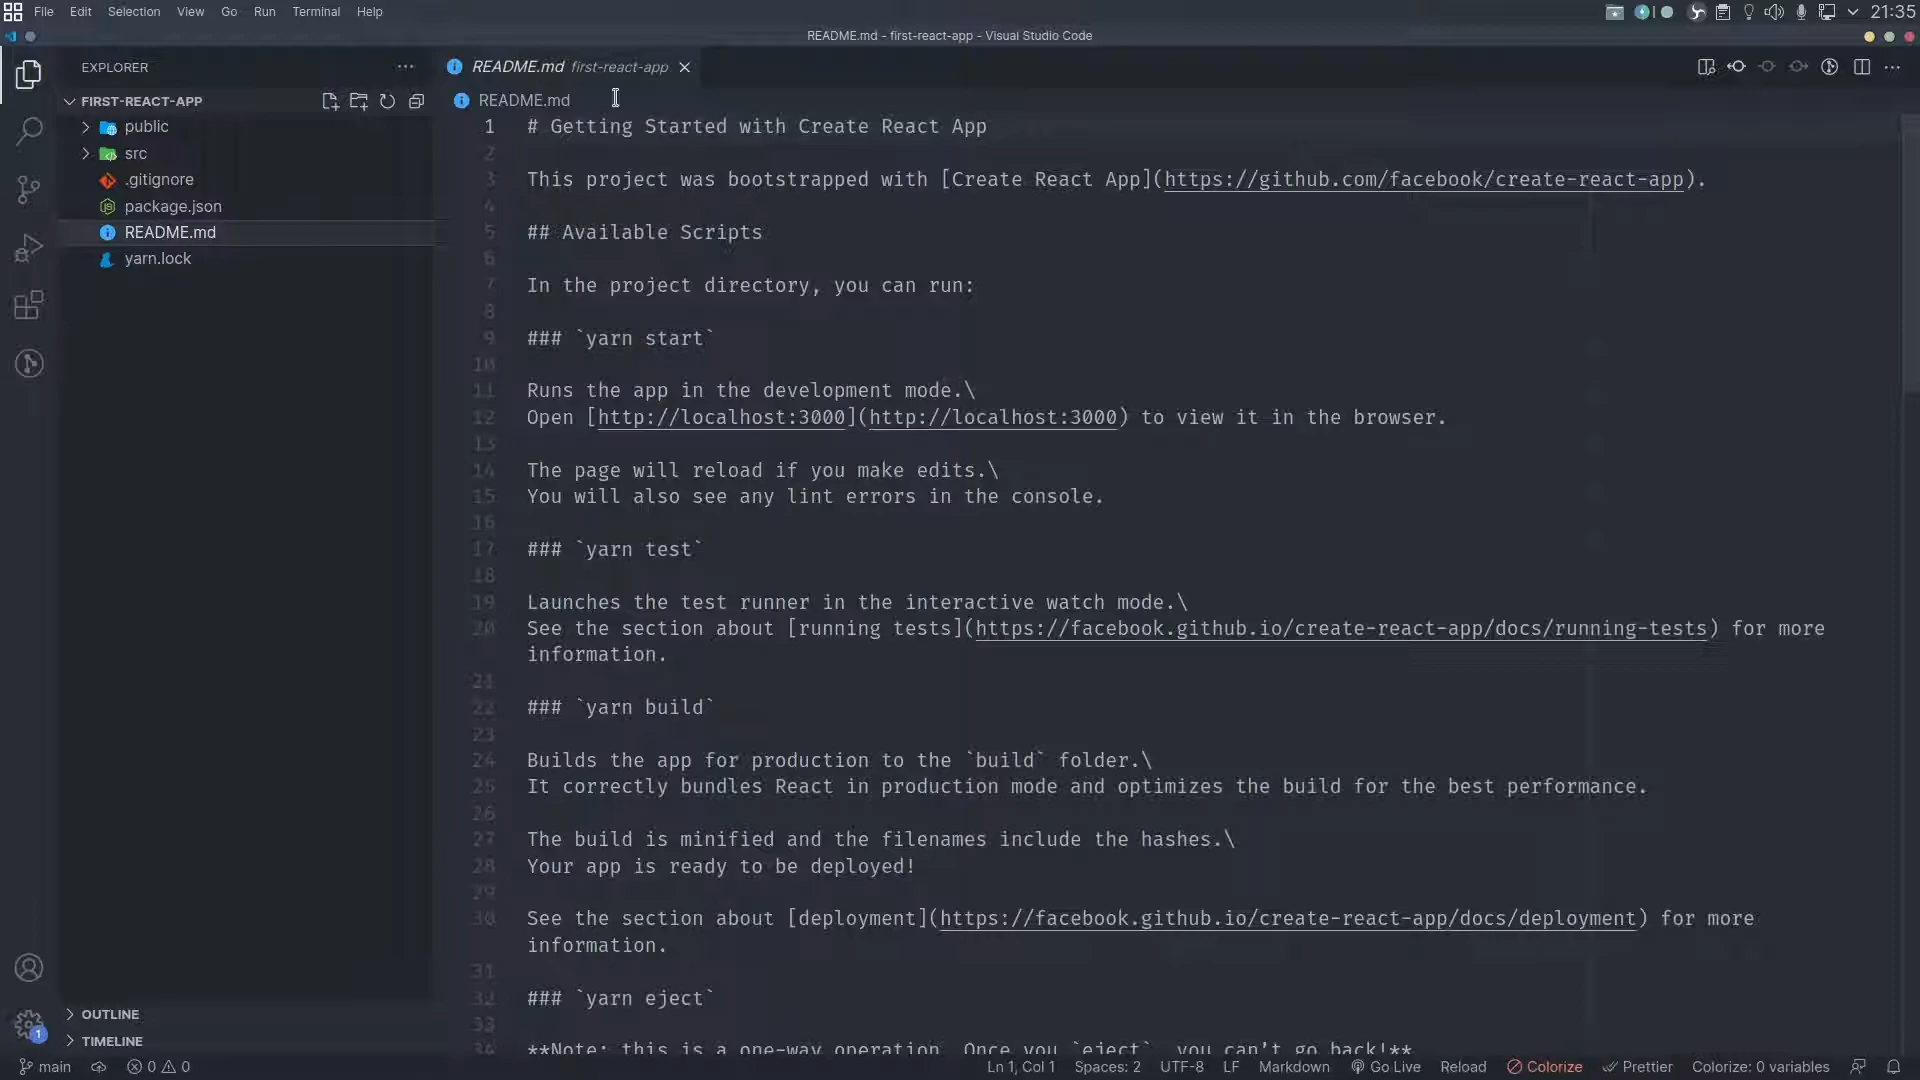 File Edit Selection View Go Run Terminal Help
21:35
README.md - first-react-app - Visual Studio Code
EXPLORER
README.md first-react-app
FIRST-REACT-APP
README.md
public
src
.gitignore
package.json
README.md
yarn.lock
1 # Getting Started with Create React App
2
3 This project was bootstrapped with [Create React App](https://github.com/facebook/create-react-app).
4
5 ## Available Scripts
6
7 In the project directory, you can run:
8
9 ### `yarn start`
10
11 Runs the app in the development mode.\
12 Open [http://localhost:3000](http://localhost:3000) to view it in the browser.
13
14 The page will reload if you make edits.\
15 You will also see any lint errors in the console.
16
17 ### `yarn test`
18
19 Launches the test runner in the interactive watch mode.\
20 See the section about [running tests](https://facebook.github.io/create-react-app/docs/running-tests) for more
information.
21
22 ### `yarn build`
23
24 Builds the app for production to the `build` folder.\
25 It correctly bundles React in production mode and optimizes the build for the best performance.
26
27 The build is minified and the filenames include the hashes.\
28 Your app is ready to be deployed!
29
30 See the section about [deployment](https://facebook.github.io/create-react-app/docs/deployment) for more
information.
31
32 ### `yarn eject`
33
34 **Note: this is a one-way operation. Once you `eject`, you can't go back!**
OUTLINE
TIMELINE
1
main 0 0 Ln 1, Col 1 Spaces: 2 UTF-8 LF Markdown Go Live Reload Colorize Prettier Colorize: 0 variables